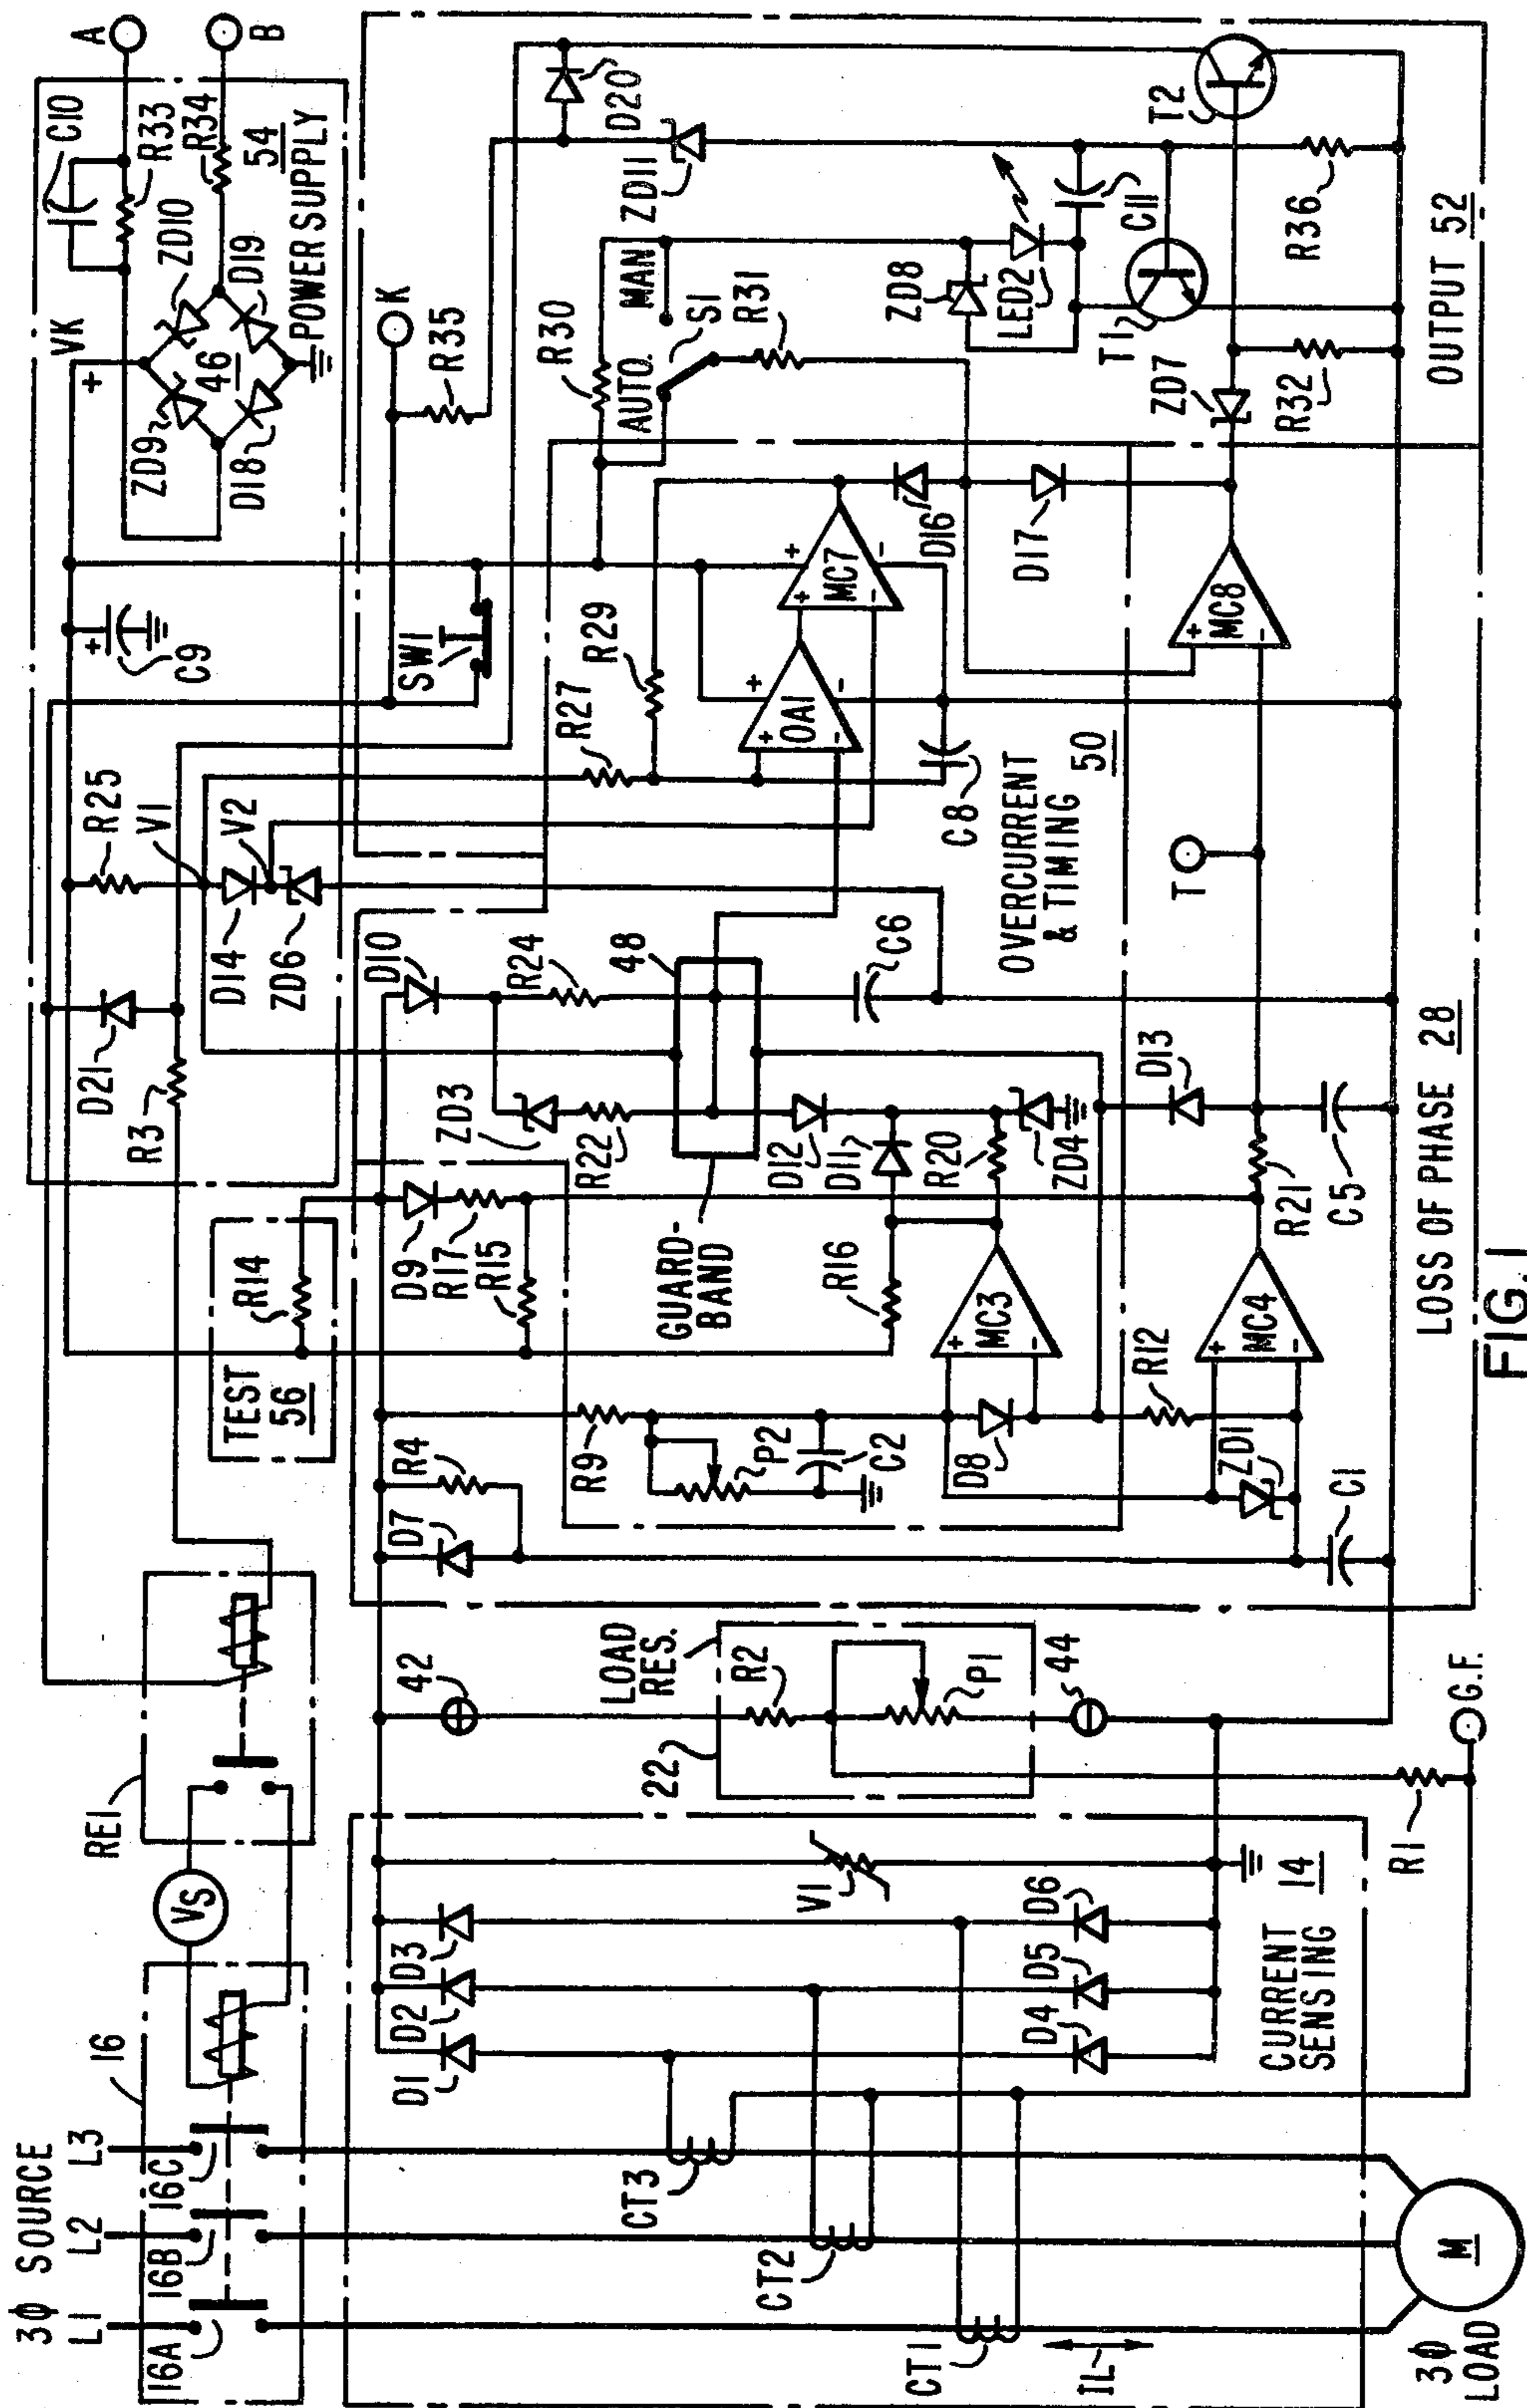 3Φ SOURCE
L1 L2 L3
16
16A
16B
16C
VS
RE1
CT3
CT2
CT1
IL
3Φ
LOAD
M
D1
D2
D3
D4
D5
D6
V1
CURRENT
SENSING 14
R1
G.F.
42
LOAD
RES.
22
R2
P1
44
TEST
56
R14
D7
R4
R9
P2
C2
D8
R12
ZD1
C1
MC3
MC4
D9
R17
R15
R16
GUARD-
BAND
48
ZD3
R22
D12
D11
R20
ZD4
D10
R24
C6
D13
R21
C5
T
LOSS OF PHASE 28
OVERCURRENT
& TIMING
50
D21
R3
R25
V1
D14
V2
ZD6
C9
+
SW1
K
R35
VK
+
46
ZD9
ZD10
D18
D19
C10
R33
R34
54
POWER SUPPLY
A
B
R27
R29
OA1
+
-
+
-
MC7
+
-
+
-
C8
D16
D17
MC8
+
-
R30
AUTO.
MAN
S1
R31
ZD8
LED2
C11
T1
ZD7
R32
R36
T2
D20
ZD11
OUTPUT 52
FIG. 1